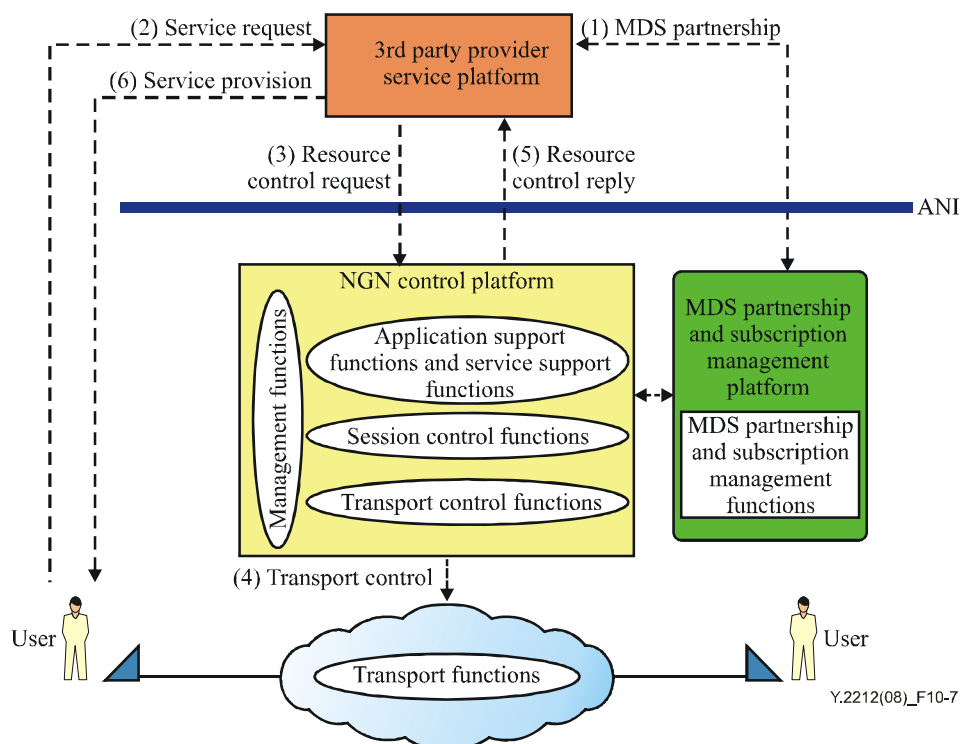 (2) Service request
(1) MDS partnership
3rd party provider
service platform
(6) Service provision
(3) Resource
control request
(5) Resource
control reply
ANI
NGN control platform
Management functions
Application support
functions and service support
functions
Session control functions
Transport control functions
MDS partnership
and subscription
management
platform
MDS partnership
and subscription
management
functions
(4) Transport control
User
Transport functions
User
Y.2212(08)_F10-7